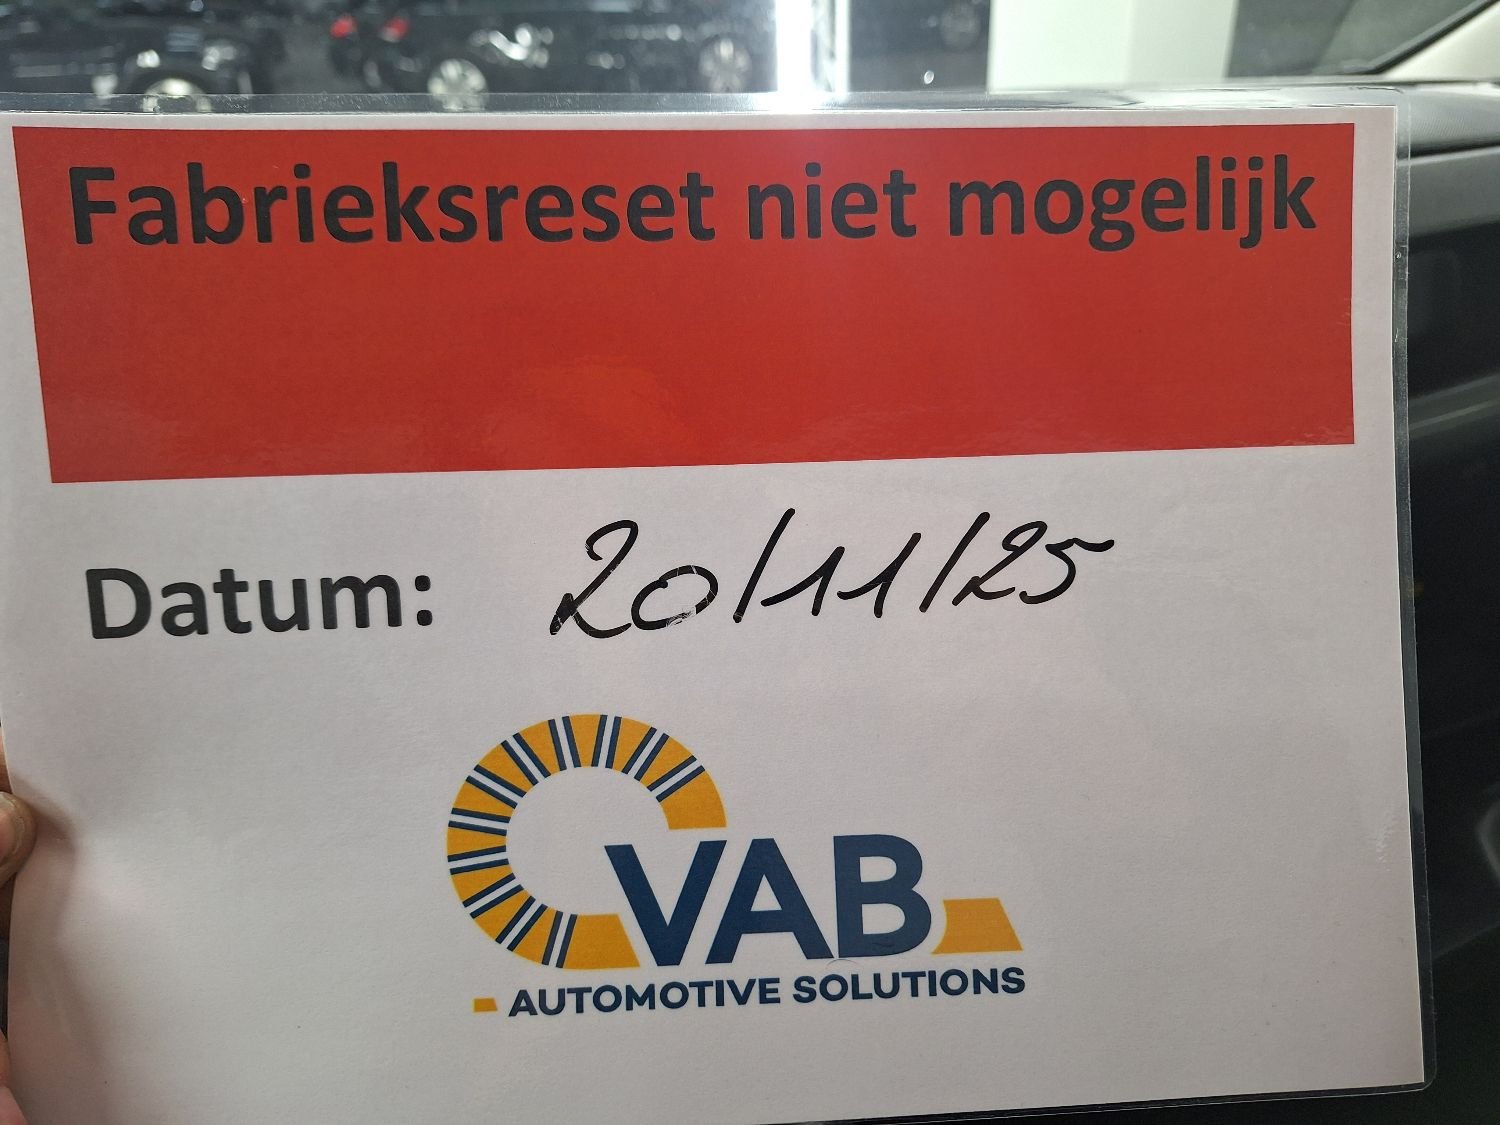 Fabrieksreset niet mogelijk
Datum: 20/11/25
VAB
AUTOMOTIVE SOLUTIONS